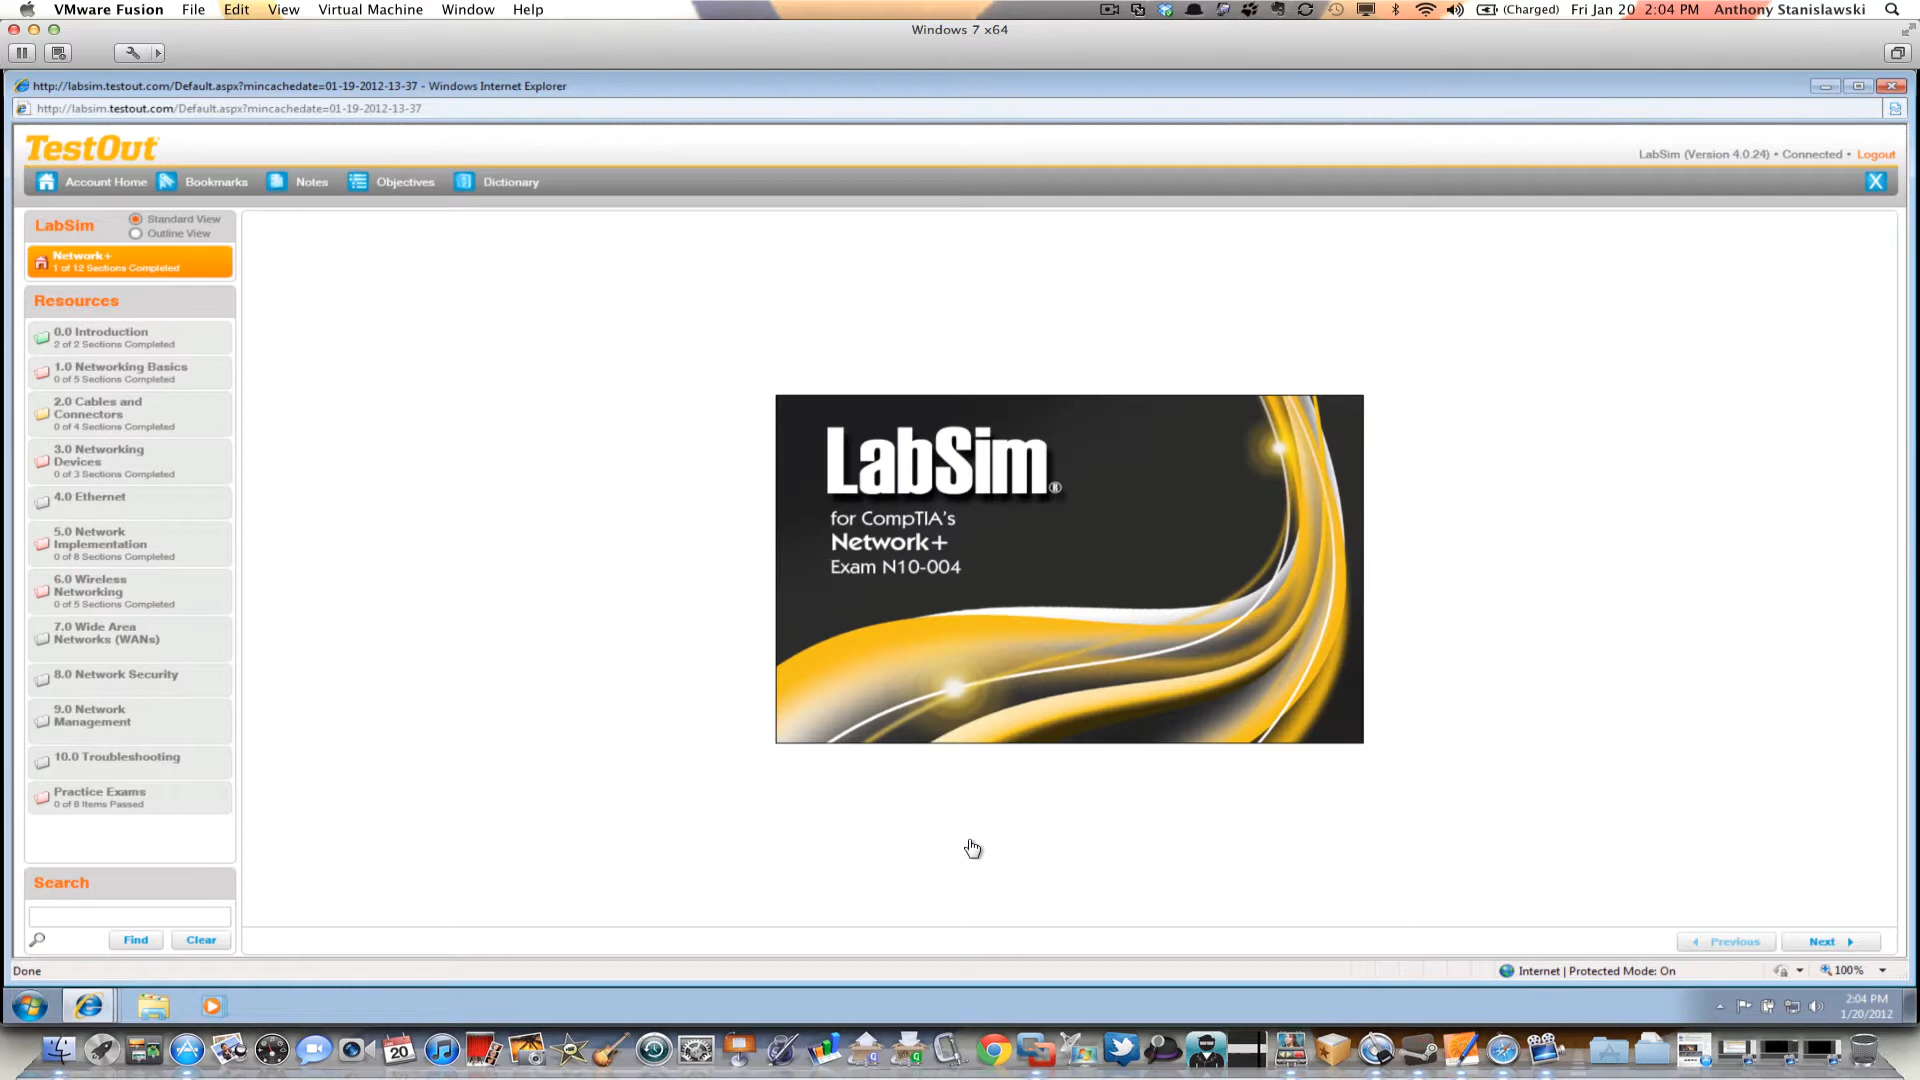 VMware Fusion File Edit View Virtual Machine Window Help (Charged) Fri Jan 20 2:04 PM Anthony Stanislawski
Windows 7 x64
http://labsim.testout.com/Default.aspx?mincachedate=01-19-2012-13-37 - Windows Internet Explorer
http://labsim.testout.com/Default.aspx?mincachedate=01-19-2012-13-37
TestOut
LabSim (Version 4.0.24) • Connected • Logout
Account Home Bookmarks Notes Objectives Dictionary X
LabSim
Standard View
Outline View
Network+
1 of 12 Sections Completed
Resources
0.0 Introduction
2 of 2 Sections Completed
1.0 Networking Basics
0 of 5 Sections Completed
2.0 Cables and
Connectors
0 of 4 Sections Completed
3.0 Networking
Devices
0 of 3 Sections Completed
4.0 Ethernet
5.0 Network
Implementation
0 of 8 Sections Completed
6.0 Wireless
Networking
0 of 5 Sections Completed
7.0 Wide Area
Networks (WANs)
8.0 Network Security
9.0 Network
Management
10.0 Troubleshooting
Practice Exams
0 of 8 Items Passed
LabSim®
for CompTIA's
Network+
Exam N10-004
Search
Find Clear
Previous Next
Done
Internet | Protected Mode: On
100%
2:04 PM
1/20/2012
20